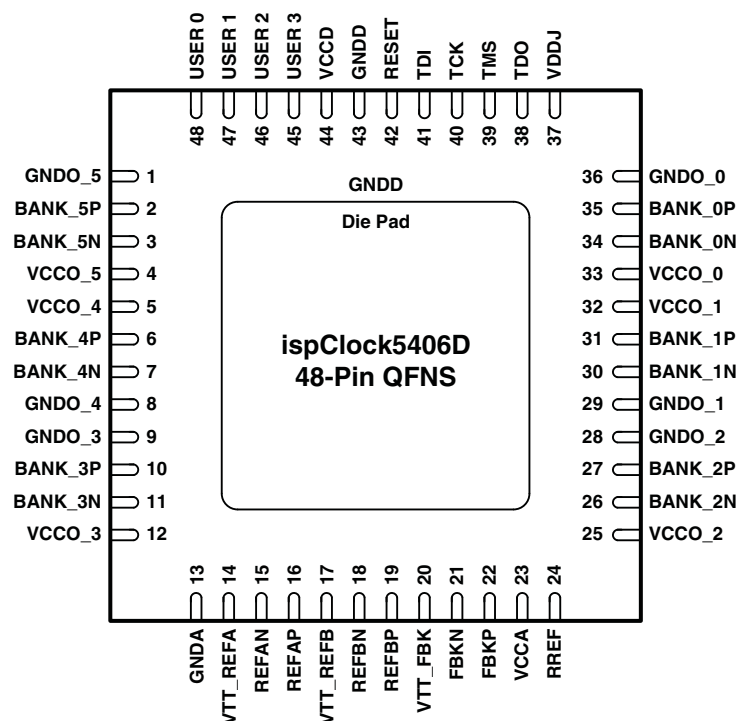 USER 0
USER 1
USER 2
USER 3
VCCD
GNDD
RESET
TDI
TCK
TMS
TDO
VDDJ
48
47
46
45
44
43
42
41
40
39
38
37
GNDO_5 1
BANK_5P 2
BANK_5N 3
VCCO_5 4
VCCO_4 5
BANK_4P 6
BANK_4N 7
GNDO_4 8
GNDO_3 9
BANK_3P 10
BANK_3N 11
VCCO_3 12
GNDD
Die Pad
ispClock5406D
48-Pin QFNS
36 GNDO_0
35 BANK_0P
34 BANK_0N
33 VCCO_0
32 VCCO_1
31 BANK_1P
30 BANK_1N
29 GNDO_1
28 GNDO_2
27 BANK_2P
26 BANK_2N
25 VCCO_2
13
14
15
16
17
18
19
20
21
22
23
24
GNDA
VTT_REFA
REFAN
REFAP
VTT_REFB
REFBN
REFBP
VTT_FBK
FBKN
FBKP
VCCA
RREF